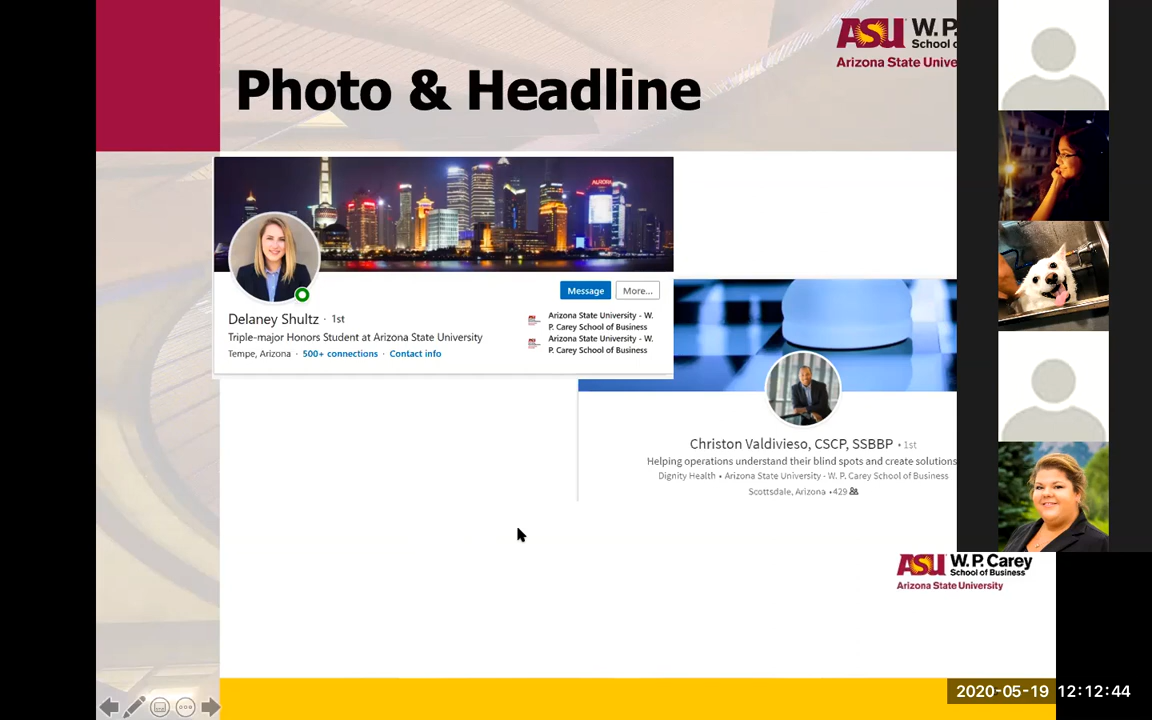 ASU W. P.
School o
Arizona State Unive
Photo & Headline
AURORA
Message
More...
Delaney Shultz · 1st
Triple-major Honors Student at Arizona State University
Tempe, Arizona · 500+ connections · Contact info
Arizona State University - W.
P. Carey School of Business
Arizona State University - W.
P. Carey School of Business
Christon Valdivieso, CSCP, SSBBP • 1st
Helping operations understand their blind spots and create solutions
Dignity Health • Arizona State University - W. P. Carey School of Business
Scottsdale, Arizona • 429
ASU W. P. Carey
School of Business
Arizona State University
2020-05-19 12:12:44